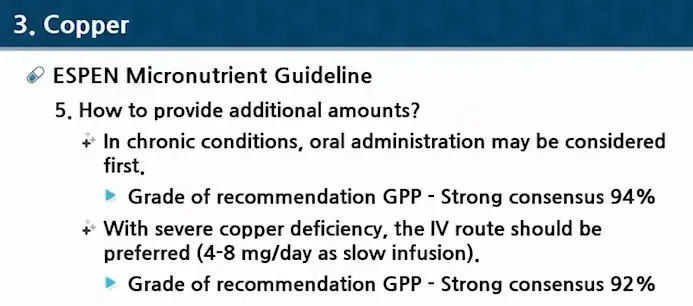 3. Copper
ESPEN Micronutrient Guideline
5. How to provide additional amounts?
In chronic conditions, oral administration may be considered
first.
Grade of recommendation GPP - Strong consensus 94%
With severe copper deficiency, the IV route should be
preferred (4-8 mg/day as slow infusion).
Grade of recommendation GPP - Strong consensus 92%